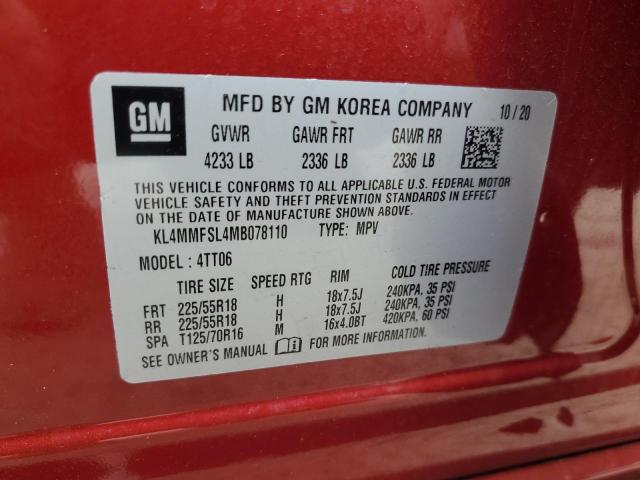 GM MFD BY GM KOREA COMPANY 10/20
GVWR GAWR FRT GAWR RR
4233 LB 2336 LB 2336 LB
THIS VEHICLE CONFORMS TO ALL APPLICABLE U.S. FEDERAL MOTOR
VEHICLE SAFETY AND THEFT PREVENTION STANDARDS IN EFFECT
ON THE DATE OF MANUFACTURE SHOWN ABOVE.
KL4MMFSL4MB078110 TYPE: MPV
MODEL : 4TT06
TIRE SIZE SPEED RTG RIM COLD TIRE PRESSURE
FRT 225/55R18 H 18x7.5J 240KPA, 35 PSI
RR 225/55R18 H 18x7.5J 240KPA, 35 PSI
SPA T125/70R16 M 16x4.0BT 420KPA, 60 PSI
SEE OWNER'S MANUAL FOR MORE INFORMATION.